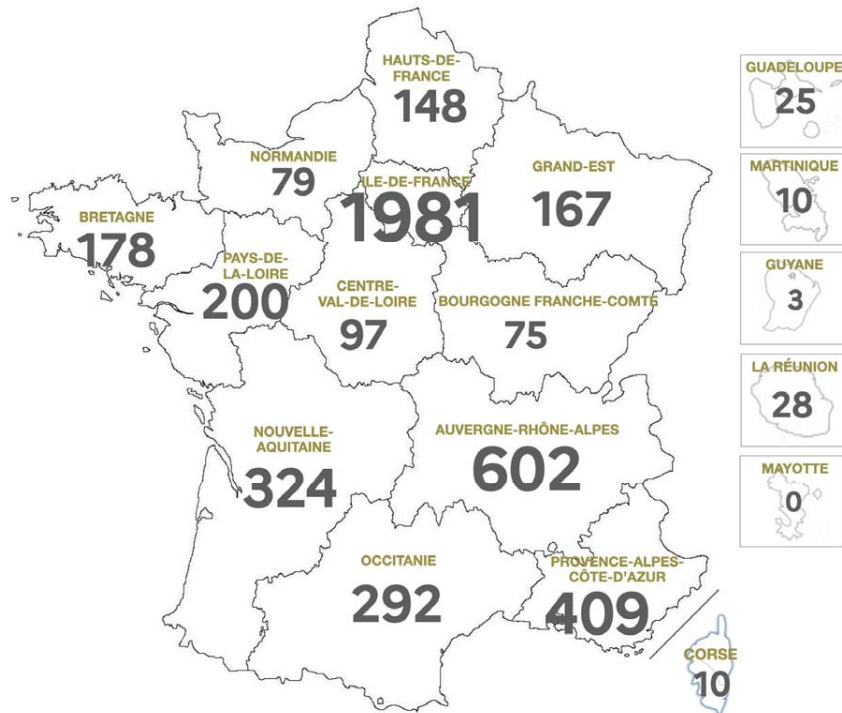 HAUTS-DE-
FRANCE
148
NORMANDIE
79
ILE-DE-FRANCE
1981
GRAND-EST
167
BRETAGNE
178
PAYS-DE-
LA-LOIRE
200
CENTRE-
VAL-DE-LOIRE
97
BOURGOGNE FRANCHE-COMTÉ
75
NOUVELLE-
AQUITAINE
324
AUVERGNE-RHÔNE-ALPES
602
OCCITANIE
292
PROVENCE-ALPES-
CÔTE-D'AZUR
409
CORSE
10
GUADELOUPE
25
MARTINIQUE
10
GUYANE
3
LA RÉUNION
28
MAYOTTE
0